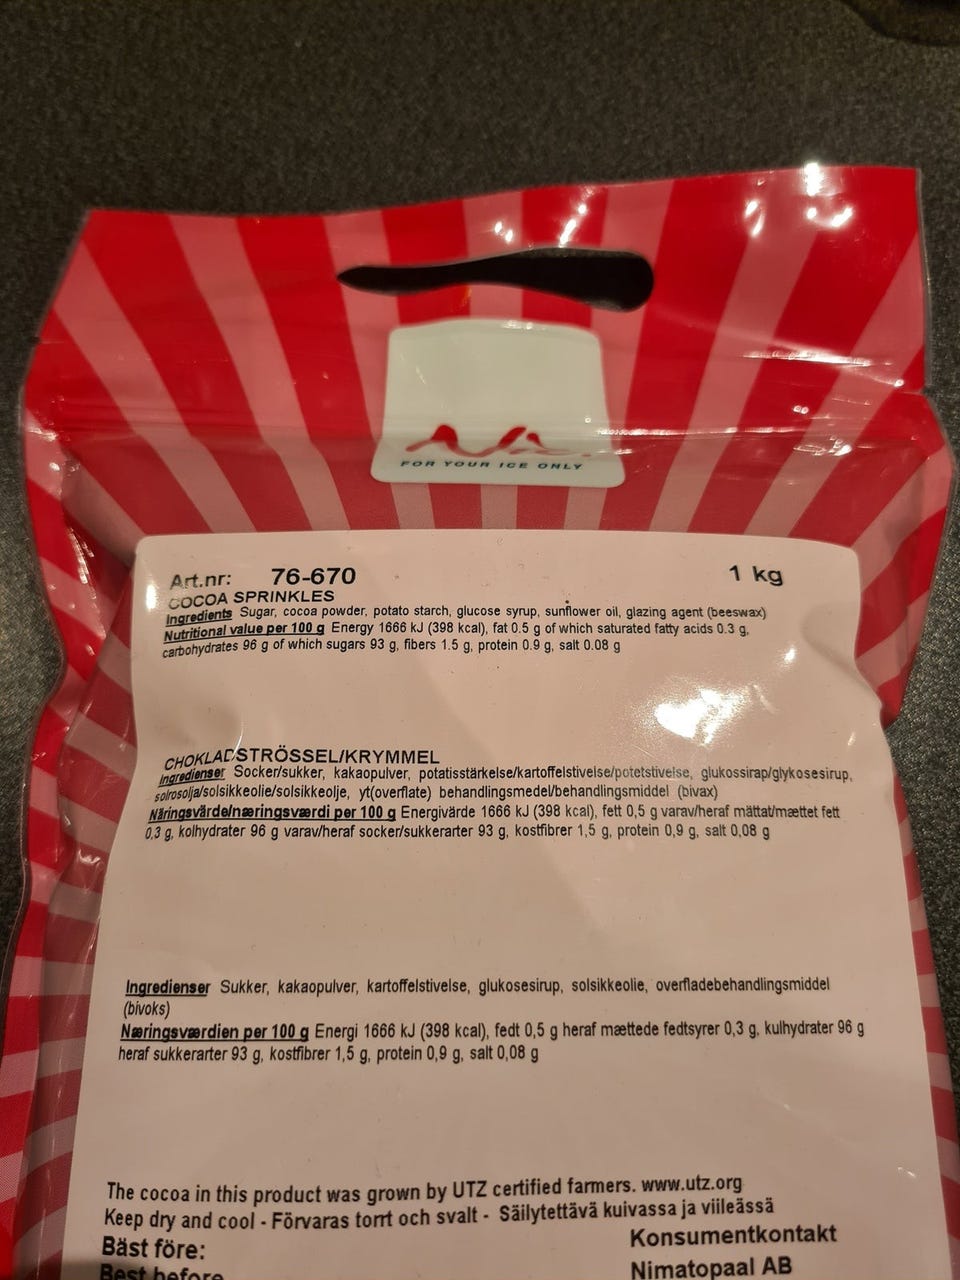 Nic.
FOR YOUR ICE ONLY
Art.nr: 76-670 1 kg
COCOA SPRINKLES
Ingredients Sugar, cocoa powder, potato starch, glucose syrup, sunflower oil, glazing agent (beeswax)
Nutritional value per 100 g Energy 1666 kJ (398 kcal), fat 0.5 g of which saturated fatty acids 0.3 g,
carbohydrates 96 g of which sugars 93 g, fibers 1.5 g, protein 0.9 g, salt 0.08 g
CHOKLADSTRÖSSEL/KRYMMEL
Ingredienser Socker/sukker, kakaopulver, potatisstärkelse/kartoffelstivelse/potetstivelse, glukossirap/glykosesirup,
solrosolja/solsikkeolie/solsikkeolje, yt(overflate) behandlingsmedel/behandlingsmiddel (bivax)
Näringsvärde/næringsværdi per 100 g Energivärde 1666 kJ (398 kcal), fett 0,5 g varav/heraf mättat/mættet fett
0,3 g, kolhydrater 96 g varav/heraf socker/sukkerarter 93 g, kostfibrer 1,5 g, protein 0,9 g, salt 0,08 g
Ingredienser Sukker, kakaopulver, kartoffelstivelse, glukosesirup, solsikkeolie, overfladebehandlingsmiddel
(bivoks)
Næringsværdien per 100 g Energi 1666 kJ (398 kcal), fedt 0,5 g heraf mættede fedtsyrer 0,3 g, kulhydrater 96 g
heraf sukkerarter 93 g, kostfibrer 1,5 g, protein 0,9 g, salt 0,08 g
The cocoa in this product was grown by UTZ certified farmers. www.utz.org
Keep dry and cool - Förvaras torrt och svalt - Säilytettävä kuivassa ja viileässä
Bäst före: Konsumentkontakt
Best before Nimatopaal AB